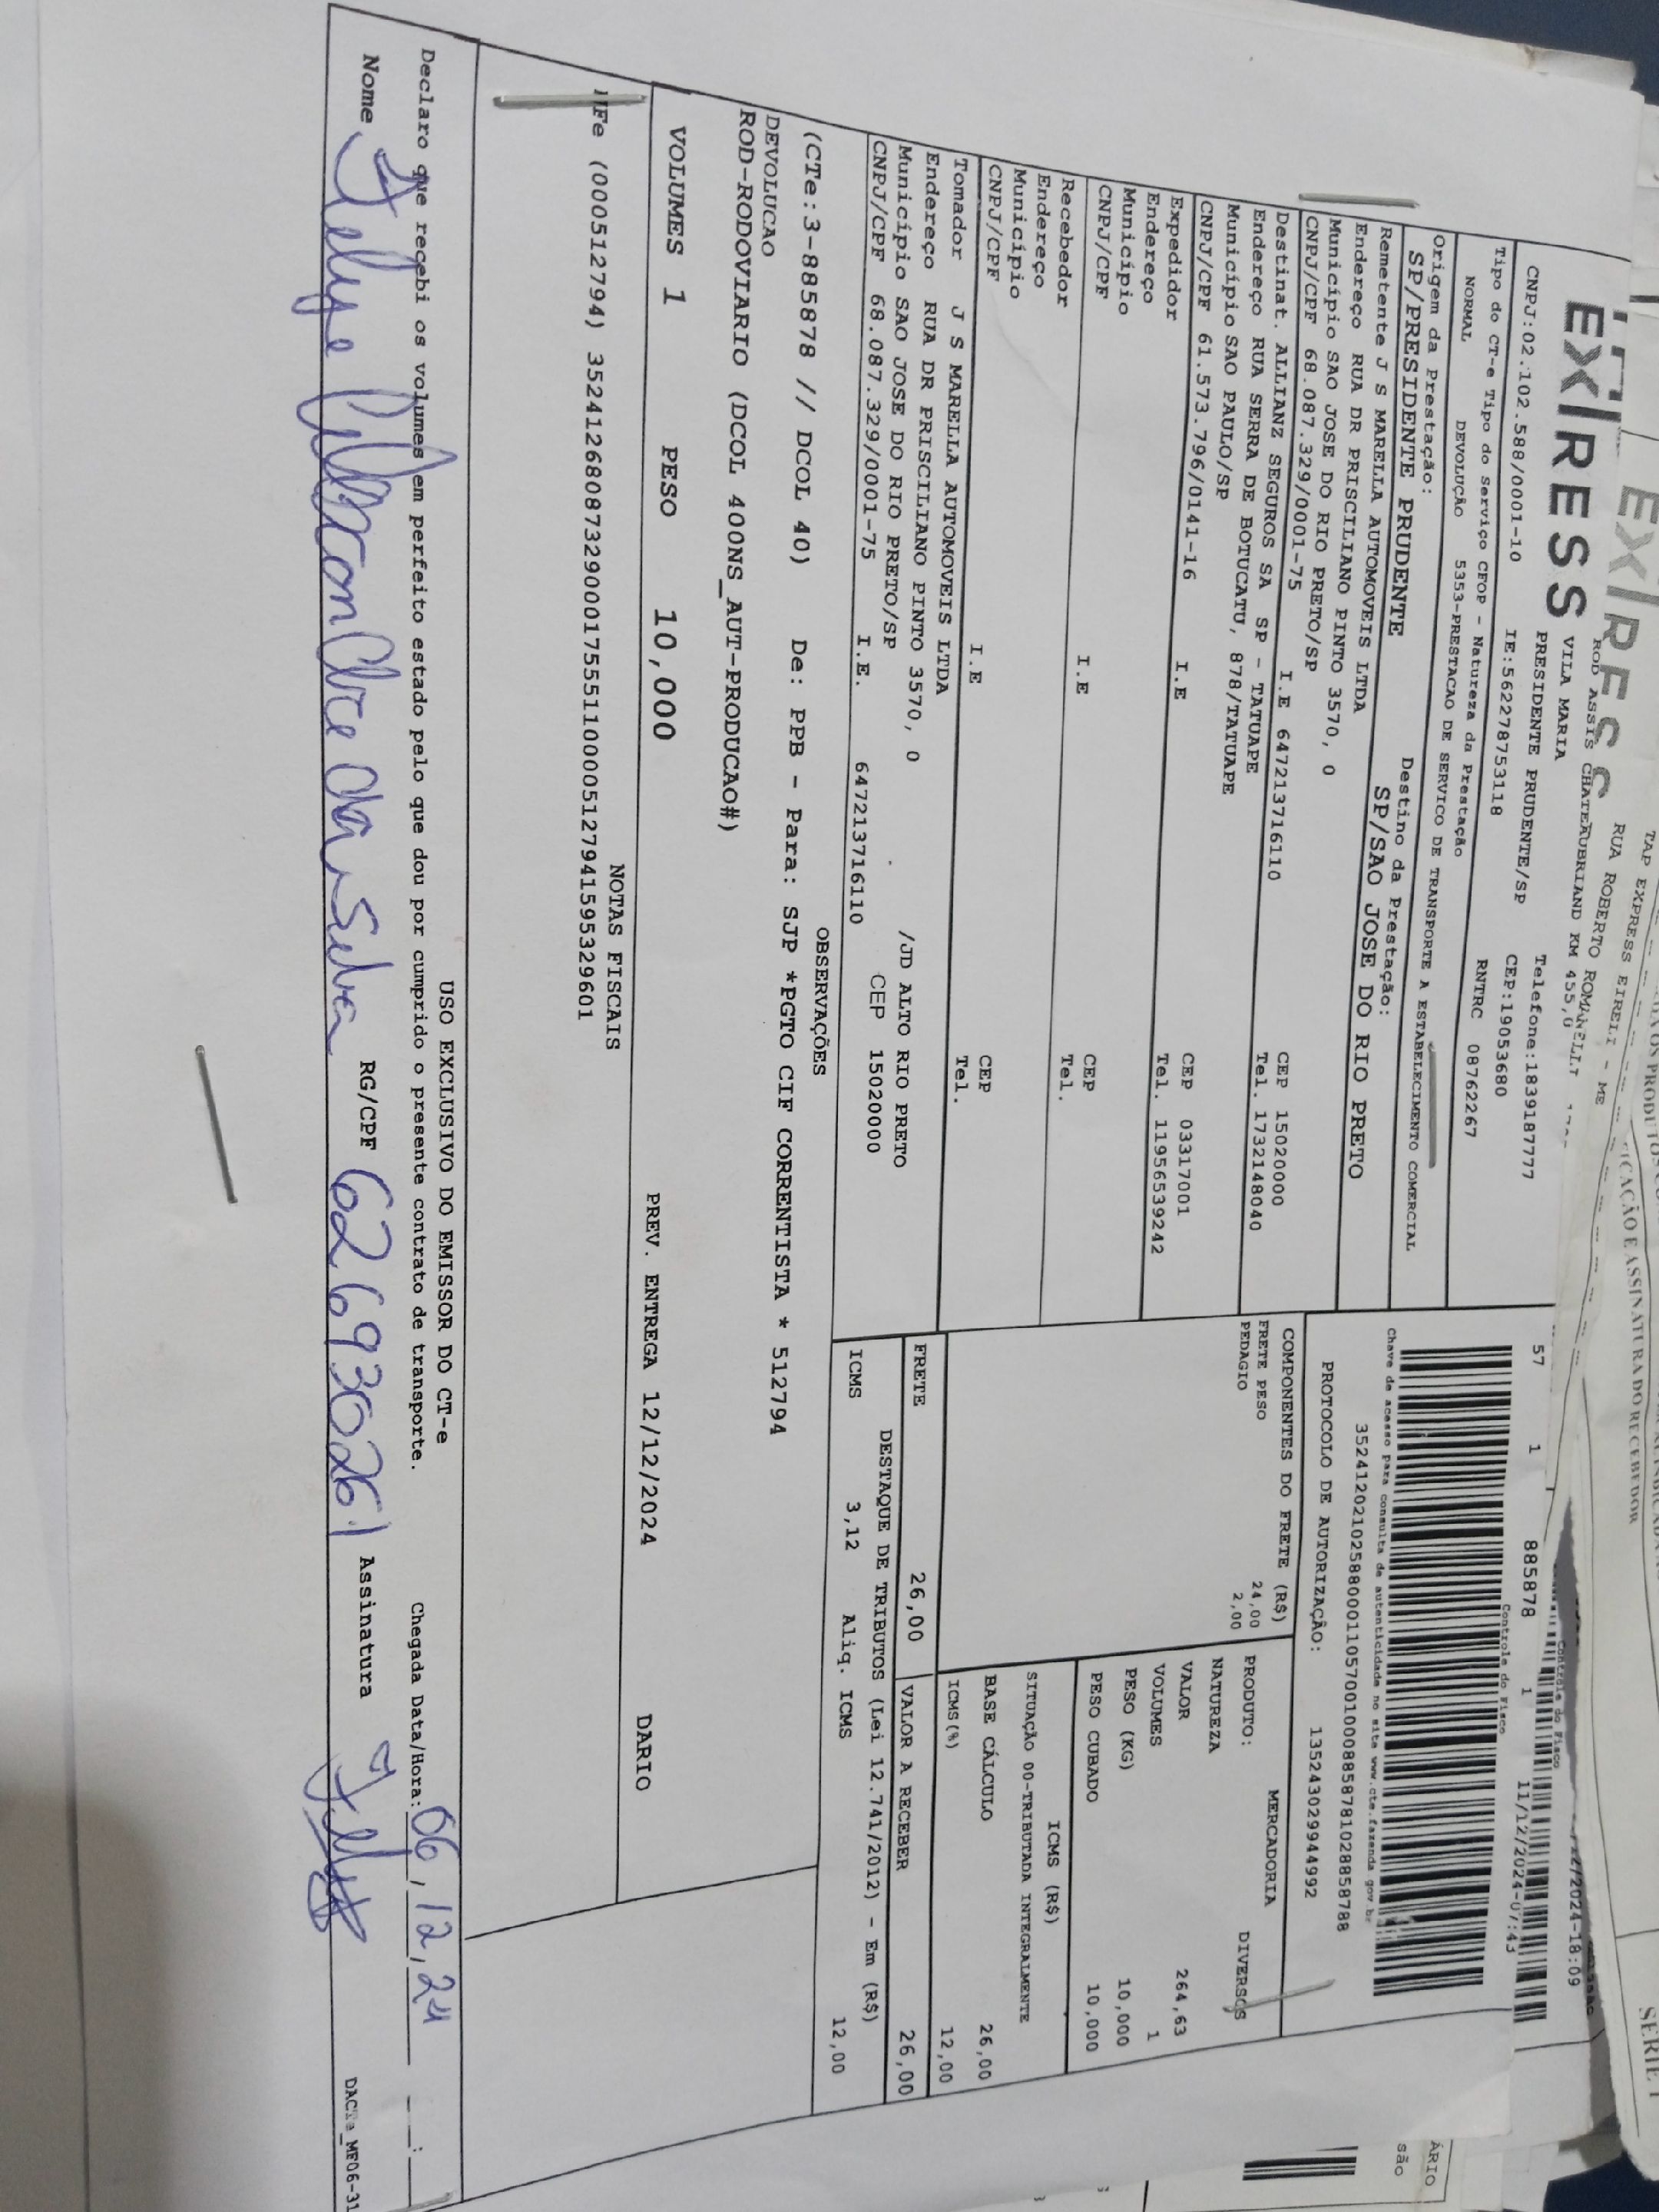 EX/RESS
ROD ASSIS CHATEAUBRIAND KM 455,0
VILA MARIA
PRESIDENTE PRUDENTE/SP
Telefone:1839187777
CNPJ:02.102.588/0001-10 IE:562278753118 CEP:19053680
57 1 885878 1 11/12/2024-07:43
Controle do Fisco
Tipo do CT-e Tipo do Serviço CFOP - Natureza da Prestação RNTRC 08762267
NORMAL DEVOLUÇÃO 5353-PRESTACAO DE SERVICO DE TRANSPORTE A ESTABELECIMENTO COMERCIAL
Chave de acesso para consulta de autenticidade no site www.cte.fazenda.gov.br
Origem da Prestação: Destino da Prestação:
SP/PRESIDENTE PRUDENTE SP/SAO JOSE DO RIO PRETO
PROTOCOLO DE AUTORIZAÇÃO: 135243029944992
Remetente J S MARELLA AUTOMOVEIS LTDA
Endereço RUA DR PRISCILIANO PINTO 3570, 0
Município SAO JOSE DO RIO PRETO/SP CEP 15020000
CNPJ/CPF 68.087.329/0001-75 I.E 647213716110 Tel. 1732148040
Destinat. ALLIANZ SEGUROS SA SP - TATUAPE
Endereço RUA SERRA DE BOTUCATU, 878/TATUAPE
Município SAO PAULO/SP CEP 03317001
CNPJ/CPF 61.573.796/0141-16 I.E Tel. 11956539242
Expedidor
Endereço
Município CEP
CNPJ/CPF I.E Tel.
Recebedor
Endereço
Município CEP
CNPJ/CPF I.E Tel.
Tomador J S MARELLA AUTOMOVEIS LTDA
Endereço RUA DR PRISCILIANO PINTO 3570, 0 /JD ALTO RIO PRETO
Município SAO JOSE DO RIO PRETO/SP CEP 15020000
CNPJ/CPF 68.087.329/0001-75 I.E. 647213716110
COMPONENTES DO FRETE (R$)
FRETE PESO 24,00
PEDAGIO 2,00
MERCADORIA
PRODUTO: DIVERSOS
NATUREZA
VALOR 264,63
VOLUMES 1
PESO (KG) 10,000
PESO CUBADO 10,000
ICMS (R$)
SITUAÇÃO 00-TRIBUTADA INTEGRALMENTE
BASE CÁLCULO 26,00
ICMS(%) 12,00
FRETE 26,00 VALOR A RECEBER 26,00
DESTAQUE DE TRIBUTOS (Lei 12.741/2012) - Em (R$)
ICMS 3,12 Aliq. ICMS 12,00
OBSERVAÇÕES
(CTe:3-885878 // DCOL 40) De: PPB - Para: SJP *PGTO CIF CORRENTISTA * 512794
DEVOLUCAO
ROD-RODOVIARIO (DCOL 400NS_AUT-PRODUCAO#)
VOLUMES 1 PESO 10,000 PREV. ENTREGA 12/12/2024 DARIO
NOTAS FISCAIS
NFe (000512794) 35241268087329000175551100005127941595329601
USO EXCLUSIVO DO EMISSOR DO CT-e
Declaro que recebi os volumes em perfeito estado pelo que dou por cumprido o presente contrato de transporte. Chegada Data/Hora: 06,12,24 __:__
Nome Felype RG/CPF 626930261 Assinatura
DACTe_MF06-31